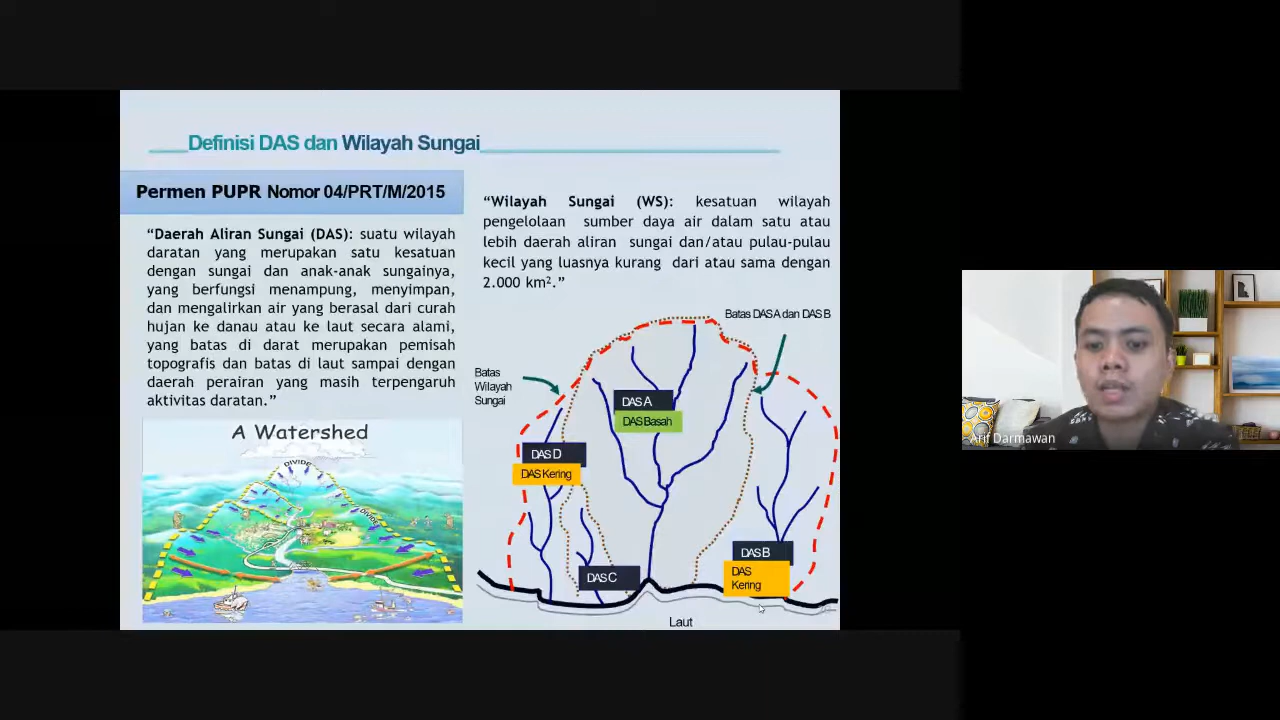 Definisi DAS dan Wilayah Sungai
Permen PUPR Nomor 04/PRT/M/2015
“Daerah Aliran Sungai (DAS): suatu wilayah
daratan yang merupakan satu kesatuan
dengan sungai dan anak-anak sungainya,
yang berfungsi menampung, menyimpan,
dan mengalirkan air yang berasal dari curah
hujan ke danau atau ke laut secara alami,
yang batas di darat merupakan pemisah
topografis dan batas di laut sampai dengan
daerah perairan yang masih terpengaruh
aktivitas daratan.”
A Watershed
DIVIDE
DIVIDE
“Wilayah Sungai (WS): kesatuan wilayah
pengelolaan sumber daya air dalam satu atau
lebih daerah aliran sungai dan/atau pulau-pulau
kecil yang luasnya kurang dari atau sama dengan
2.000 km².”
Batas DAS A dan DAS B
Batas
Wilayah
Sungai
DAS A
DAS Basah
DAS D
DAS Kering
DAS B
DAS
Kering
DAS C
Laut
Arif Darmawan